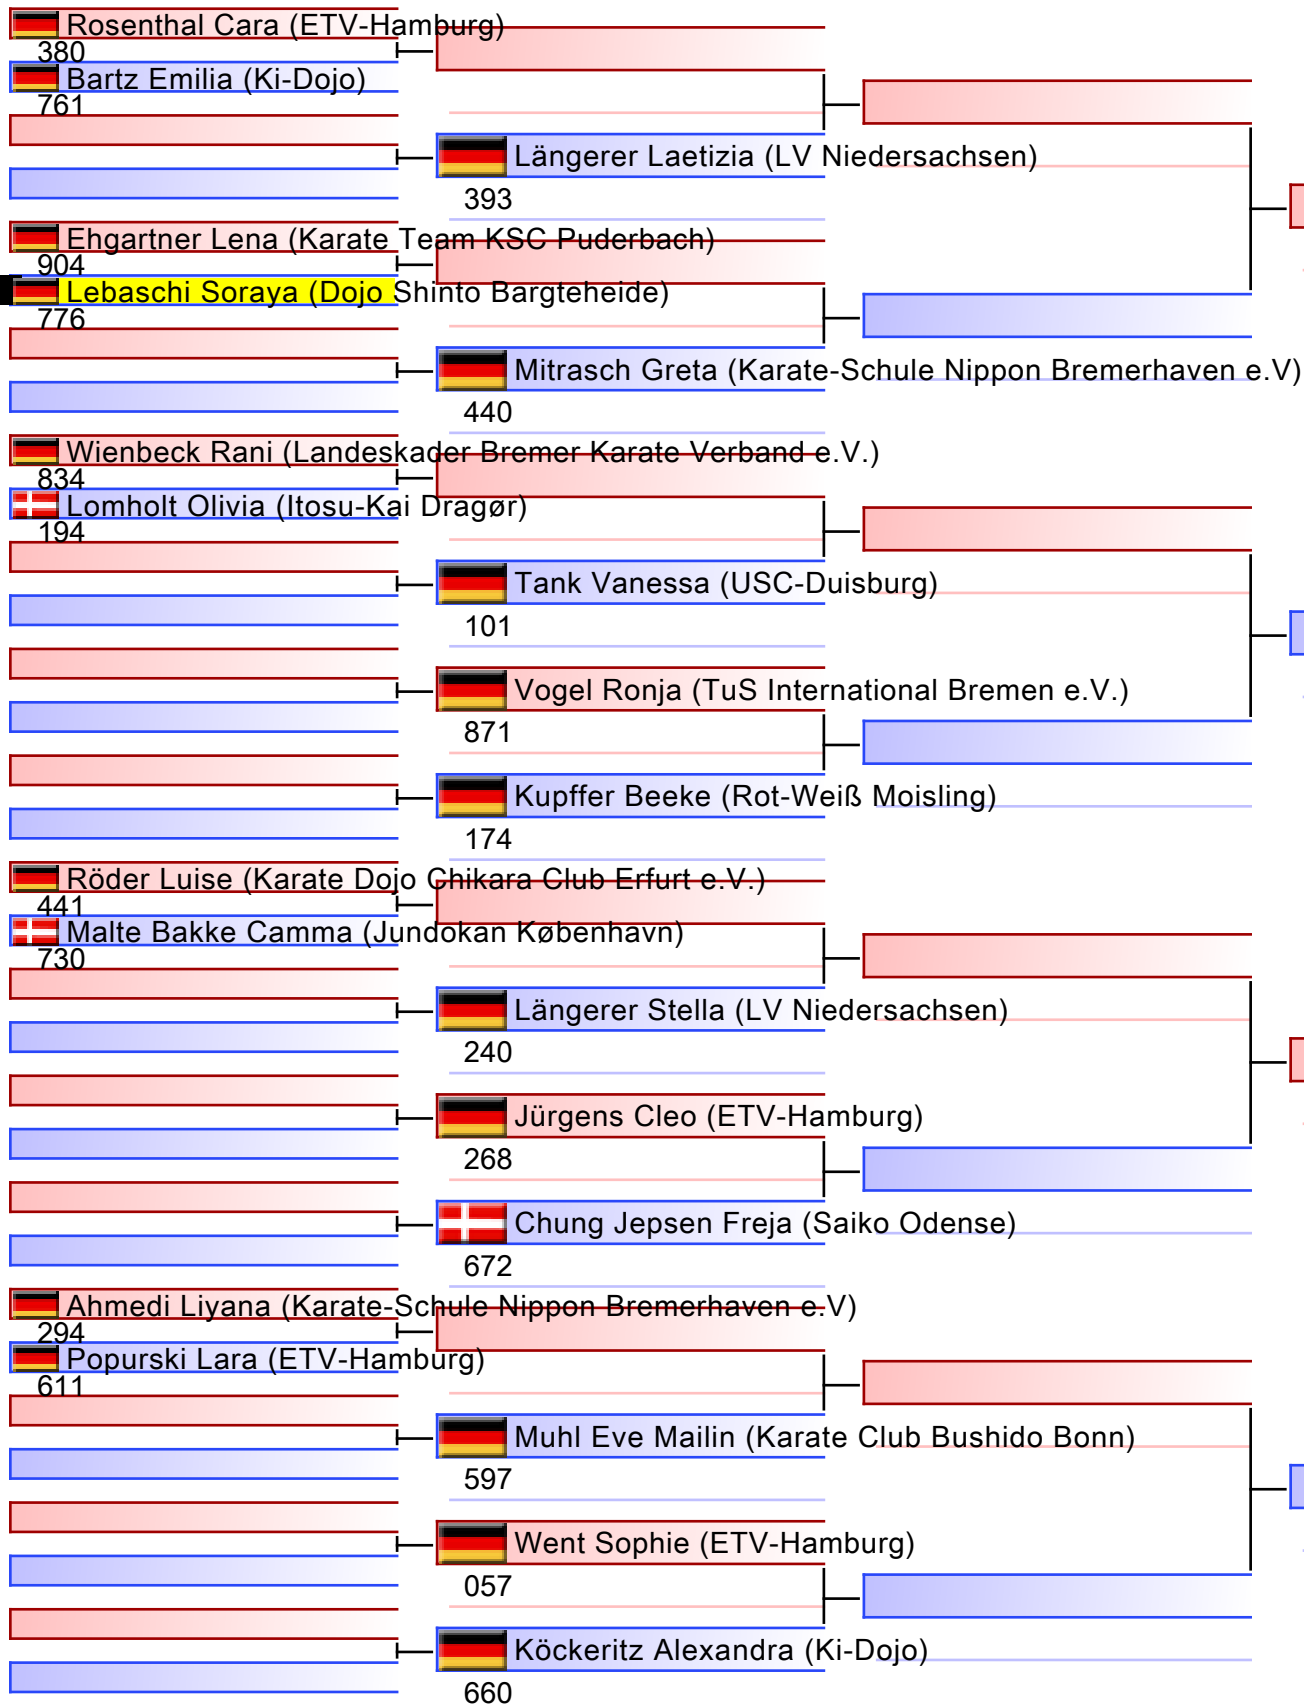 Rosenthal Cara (ETV-Hamburg)
380
Bartz Emilia (Ki-Dojo)
761
Längerer Laetizia (LV Niedersachsen)
393
Ehgartner Lena (Karate Team KSC Puderbach)
904
Lebaschi Soraya (Dojo Shinto Bargteheide)
776
Mitrasch Greta (Karate-Schule Nippon Bremerhaven e.V)
440
Wienbeck Rani (Landeskader Bremer Karate Verband e.V.)
834
Lomholt Olivia (Itosu-Kai Dragør)
194
Tank Vanessa (USC-Duisburg)
101
Vogel Ronja (TuS International Bremen e.V.)
871
Kupffer Beeke (Rot-Weiß Moisling)
174
Röder Luise (Karate Dojo Chikara Club Erfurt e.V.)
441
Malte Bakke Camma (Jundokan København)
730
Längerer Stella (LV Niedersachsen)
240
Jürgens Cleo (ETV-Hamburg)
268
Chung Jepsen Freja (Saiko Odense)
672
Ahmedi Liyana (Karate-Schule Nippon Bremerhaven e.V)
294
Popurski Lara (ETV-Hamburg)
611
Muhl Eve Mailin (Karate Club Bushido Bonn)
597
Went Sophie (ETV-Hamburg)
057
Köckeritz Alexandra (Ki-Dojo)
660